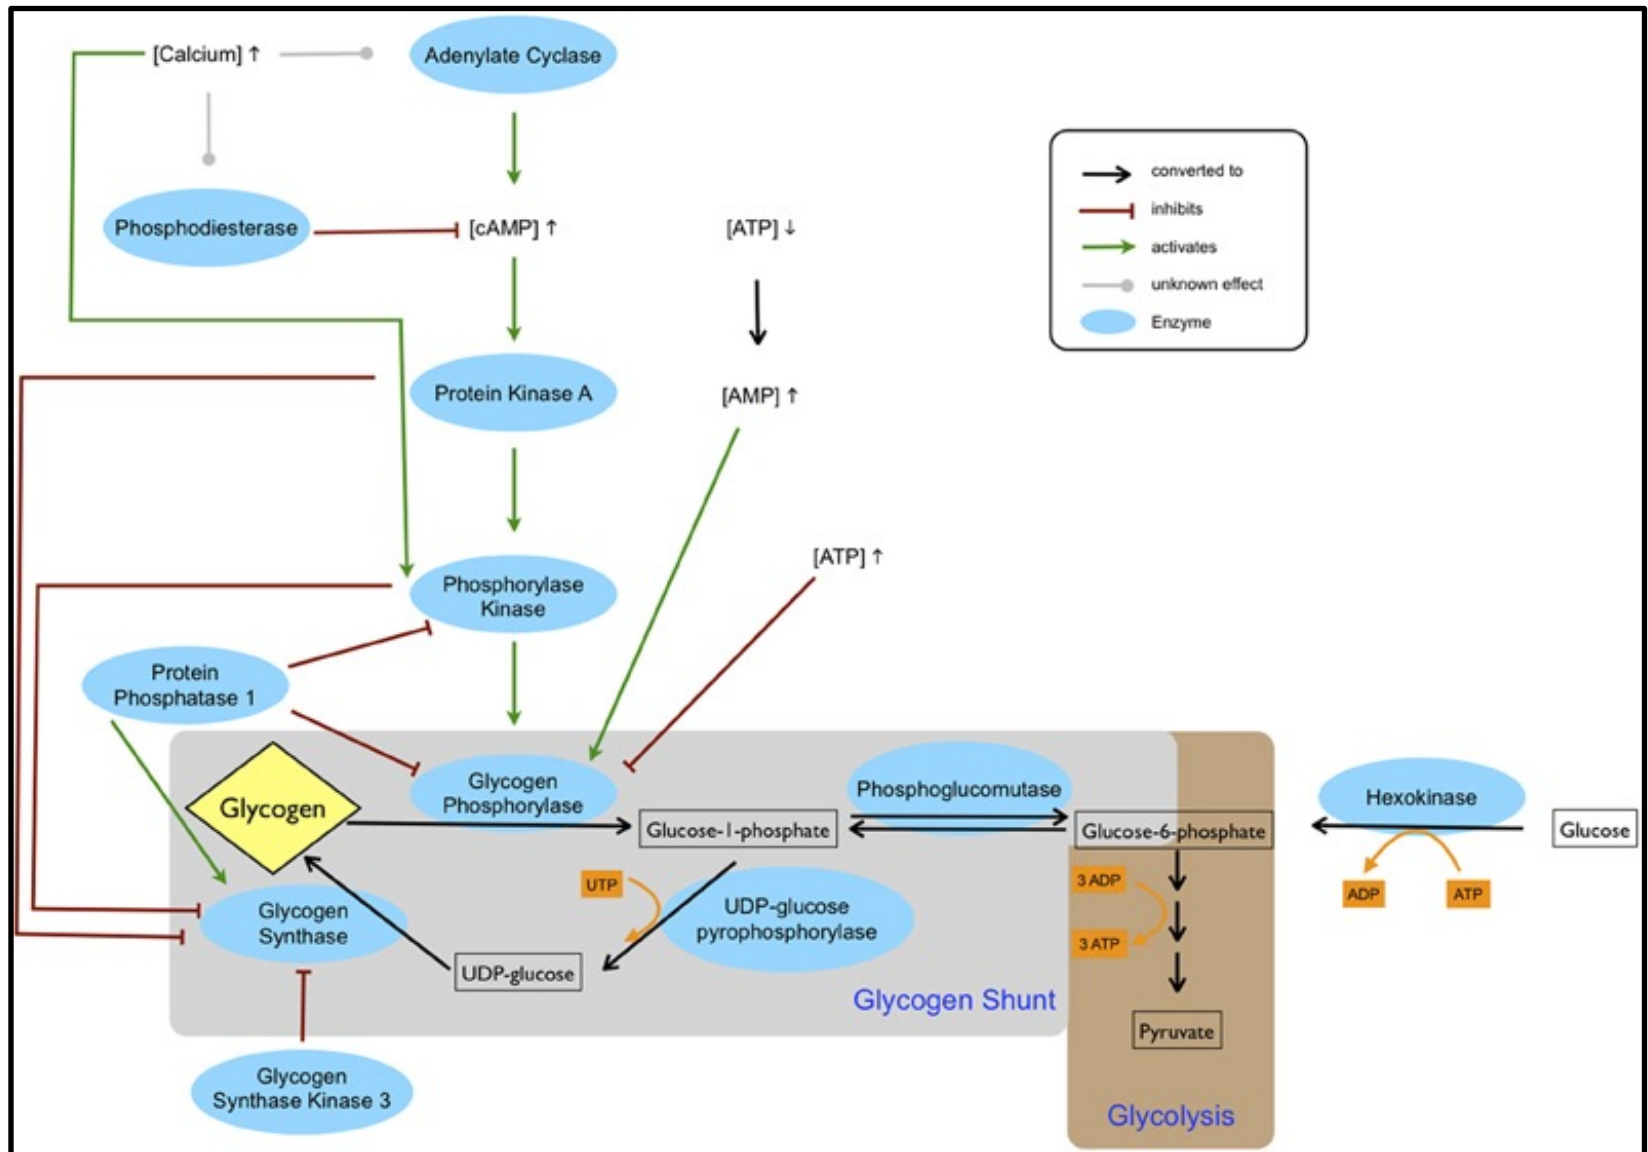 [Calcium] ↑
Adenylate Cyclase
converted to
inhibits
activates
unknown effect
Enzyme
Phosphodiesterase
[cAMP] ↑
[ATP] ↓
Protein Kinase A
[AMP] ↑
[ATP] ↑
Phosphorylase
Kinase
Protein
Phosphatase 1
Glycogen
Glycogen
Phosphorylase
Glucose-1-phosphate
Phosphoglucomutase
Glucose-6-phosphate
Hexokinase
Glucose
ADP
ATP
UTP
UDP-glucose
pyrophosphorylase
3 ADP
3 ATP
Glycogen
Synthase
UDP-glucose
Glycogen Shunt
Pyruvate
Glycogen
Synthase Kinase 3
Glycolysis